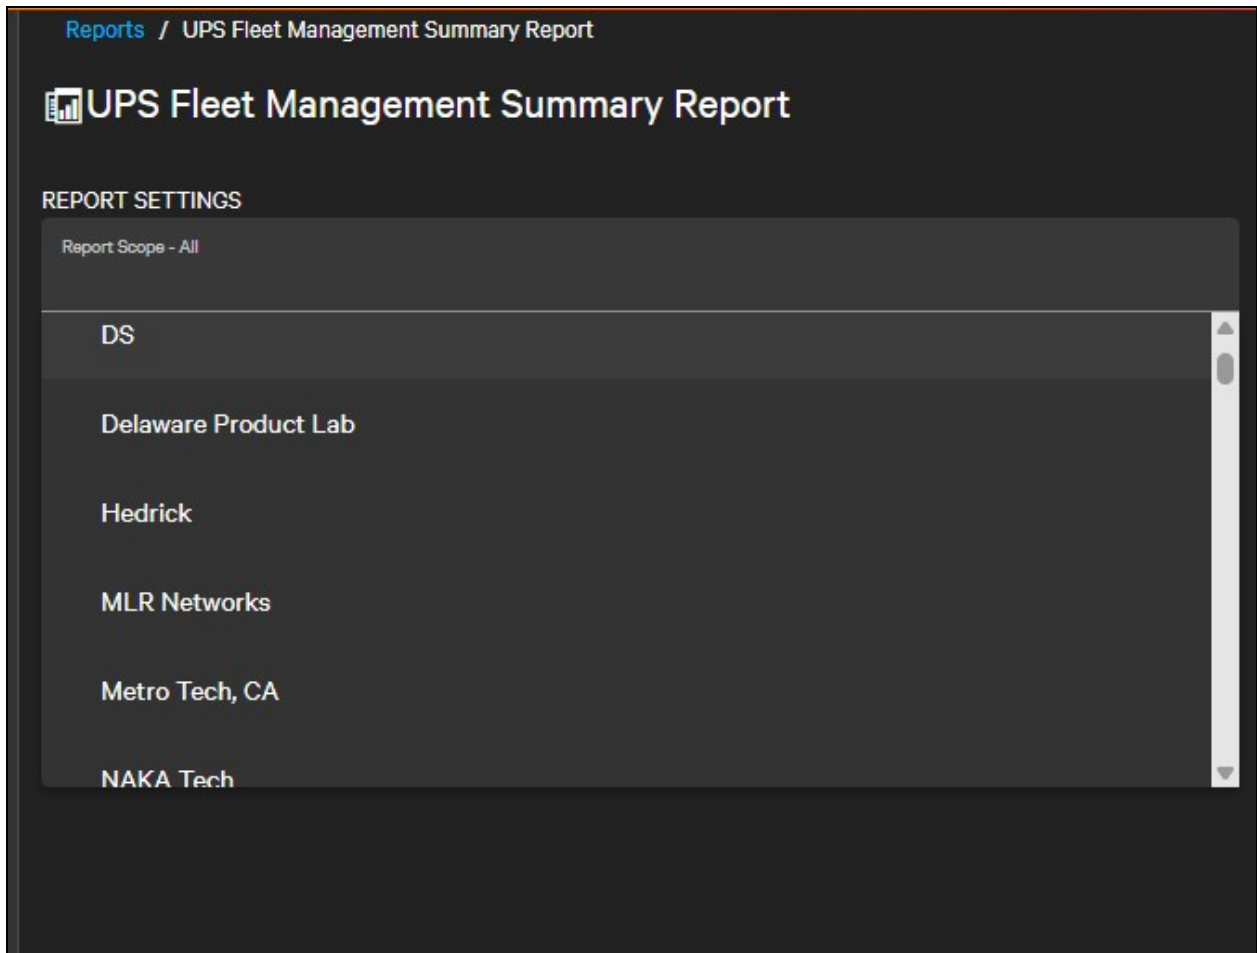 Reports / UPS Fleet Management Summary Report
UPS Fleet Management Summary Report
REPORT SETTINGS
Report Scope - All
DS
Delaware Product Lab
Hedrick
MLR Networks
Metro Tech, CA
NAKA Tech